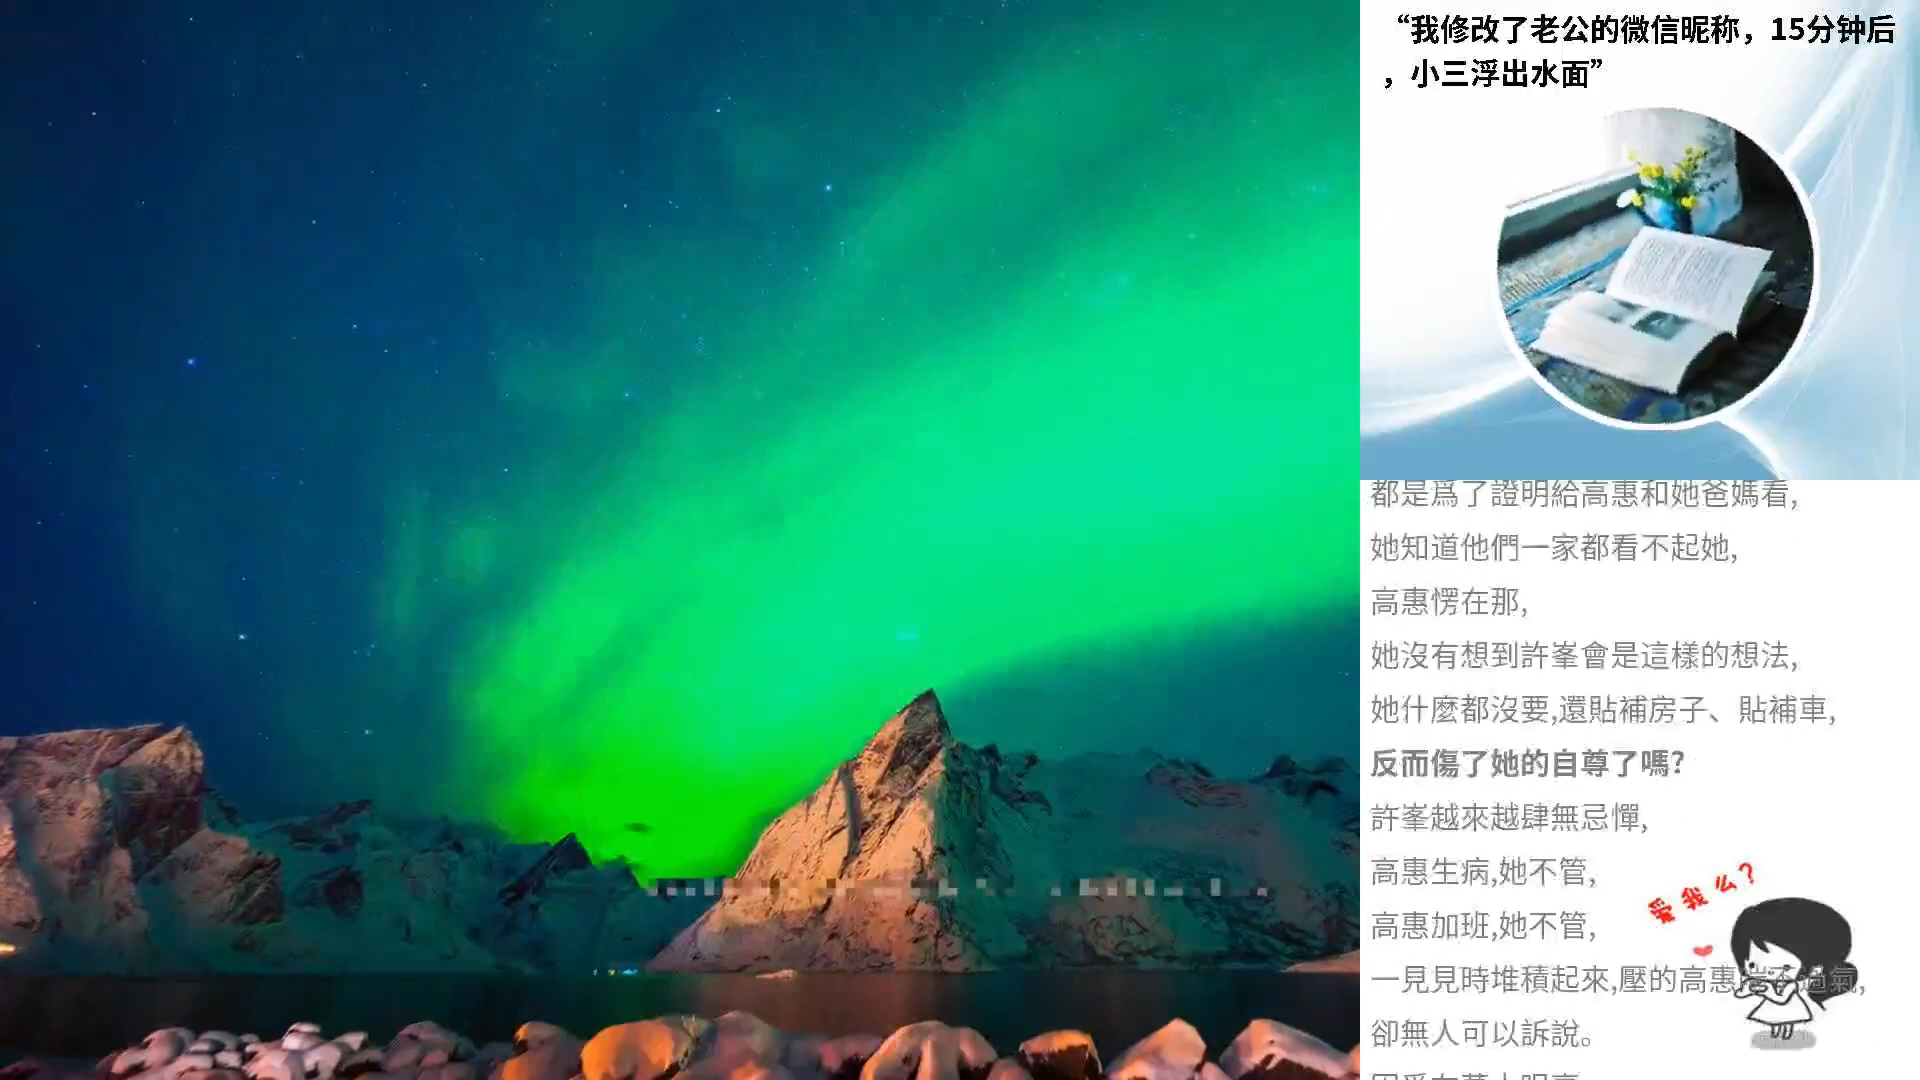 “我修改了老公的微信昵称，15分钟后
，小三浮出水面”
都是爲了證明給高惠和她爸媽看,
她知道他們一家都看不起她,
高惠愣在那,
她沒有想到許峯會是這樣的想法,
她什麼都沒要,還貼補房子、貼補車,
反而傷了她的自尊了嗎?
許峯越來越肆無忌憚,
高惠生病,她不管,
高惠加班,她不管,
愛我么?
一見見時堆積起來,壓的高惠喘不過氣,
卻無人可以訴說。